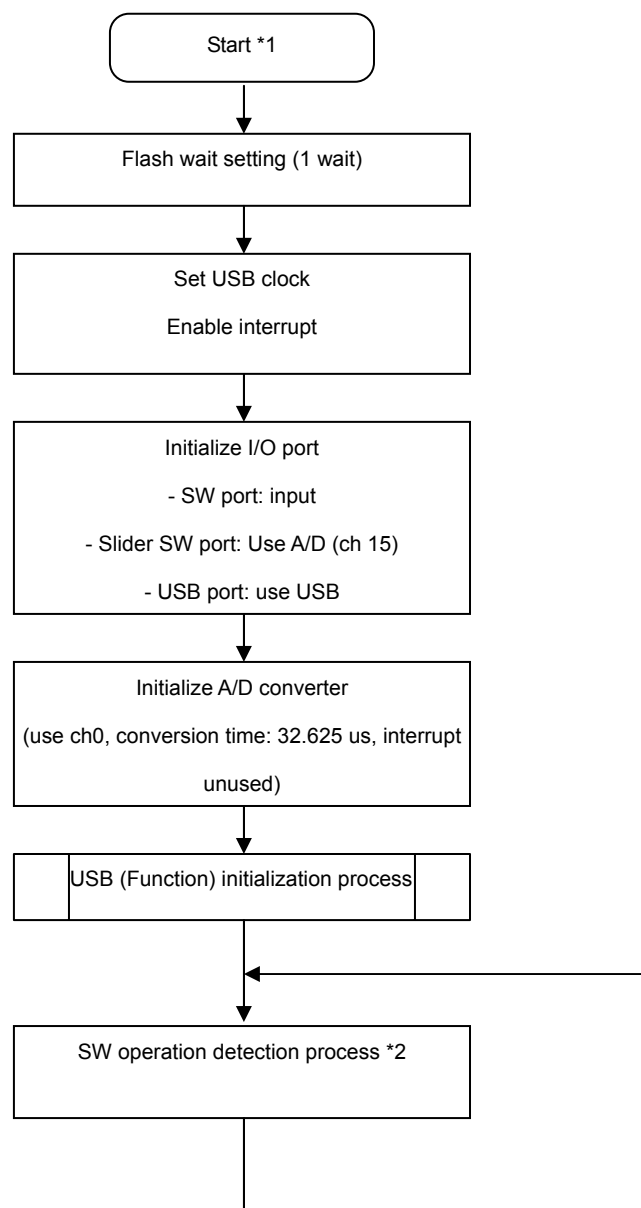 Start *1
Flash wait setting (1 wait)
Set USB clock
Enable interrupt
Initialize I/O port
- SW port: input
- Slider SW port: Use A/D (ch 15)
- USB port: use USB
Initialize A/D converter
(use ch0, conversion time: 32.625 us, interrupt
unused)
USB (Function) initialization process
SW operation detection process *2